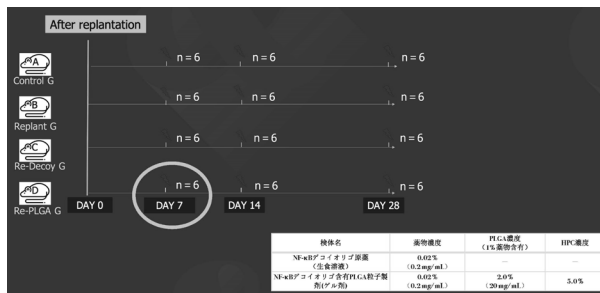 After replantation
A
n = 6
n = 6
n = 6
Control G
B
n = 6
n = 6
n = 6
Replant G
C
n = 6
n = 6
n = 6
Re-Decoy G
D
n = 6
n = 6
n = 6
Re-PLGA G
DAY 0
DAY 7
DAY 14
DAY 28
検体名 薬物濃度 PLGA濃度 HPC濃度
(1%薬物含有)
NF-κBデコイオリゴ原薬 0.02% — —
(生食溶液) (0.2mg/mL)
NF-κBデコイオリゴ含有PLGA粒子製 0.02% 2.0% 5.0%
剤(ゲル剤) (0.2mg/mL) (20mg/mL)